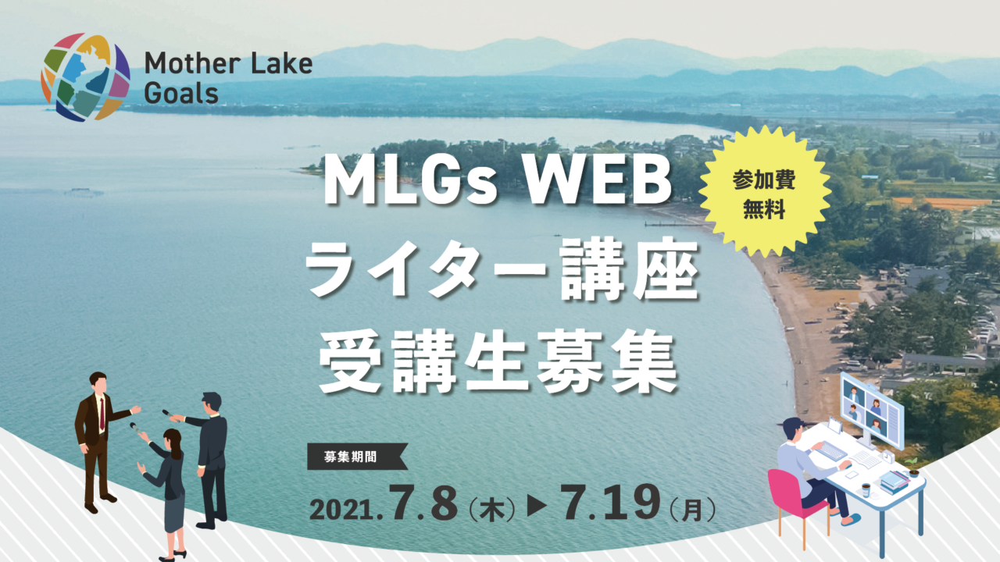 Mother Lake
Goals
MLGs WEB
ライター講座
受講生募集
参加費
無料
募集期間
2021.7.8（木）▶7.19（月）